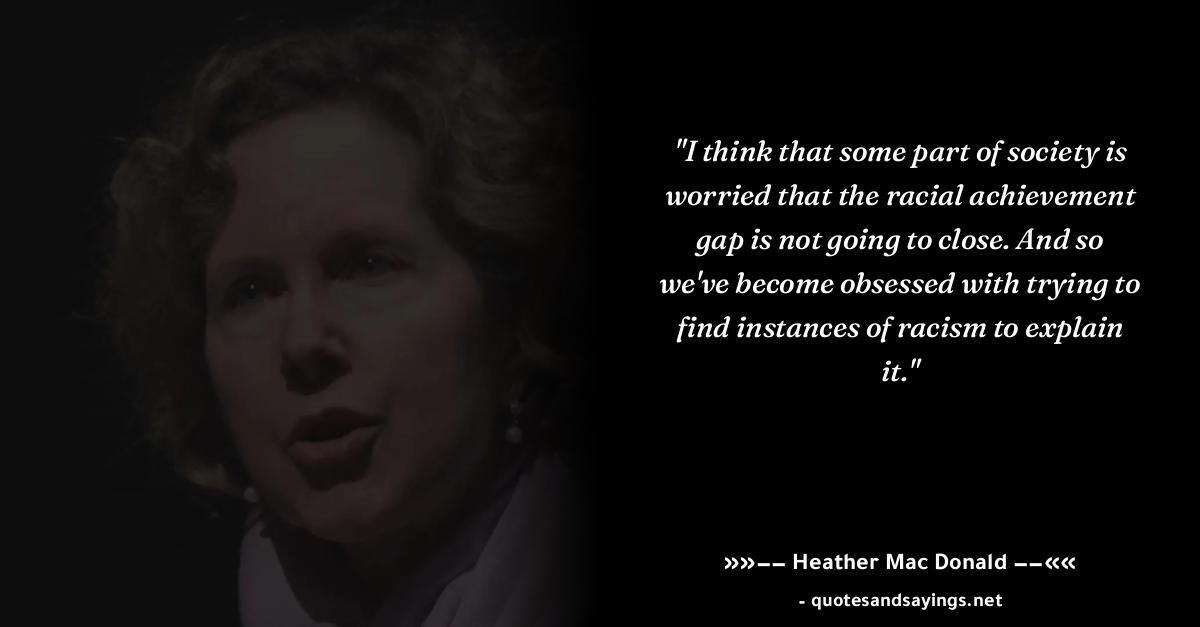 "I think that some part of society is
worried that the racial achievement
gap is not going to close. And so
we've become obsessed with trying to
find instances of racism to explain
it."
»»−− Heather Mac Donald −−««
- quotesandsayings.net